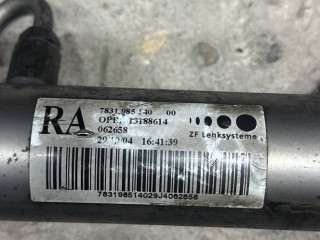 7831 985 140 00
RA
OPEL 13188614
062658
29/10/04 16:41:39
ZF Lenksysteme
783198514029J4062658